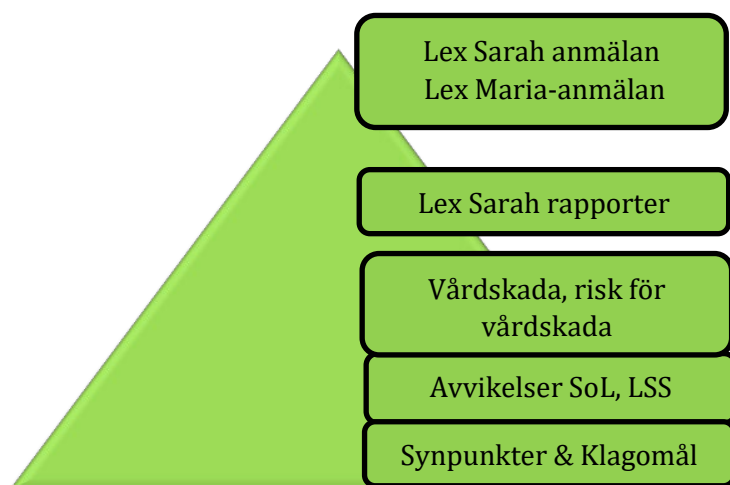 Lex Sarah anmälan
Lex Maria-anmälan
Lex Sarah rapporter
Vårdskada, risk för
vårdskada
Avvikelser SoL, LSS
Synpunkter & Klagomål